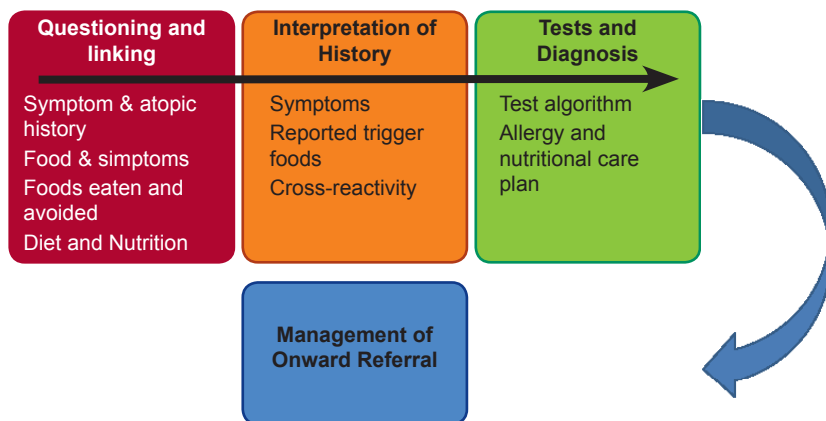 Questioning and
linking
Symptom & atopic
history
Food & simptoms
Foods eaten and
avoided
Diet and Nutrition
Interpretation of
History
Symptoms
Reported trigger
foods
Cross-reactivity
Tests and
Diagnosis
Test algorithm
Allergy and
nutritional care
plan
Management of
Onward Referral